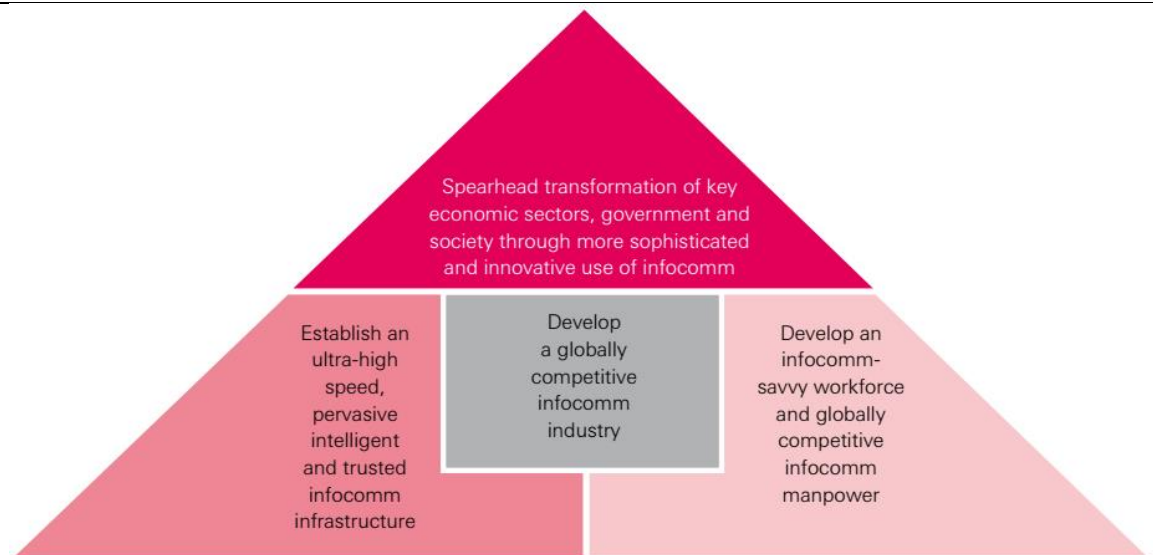 Spearhead transformation of key
economic sectors, government and
society through more sophisticated
and innovative use of infocomm
Establish an
ultra-high
speed,
pervasive
intelligent
and trusted
infocomm
infrastructure
Develop
a globally
competitive
infocomm
industry
Develop an
infocomm-
savvy workforce
and globally
competitive
infocomm
manpower